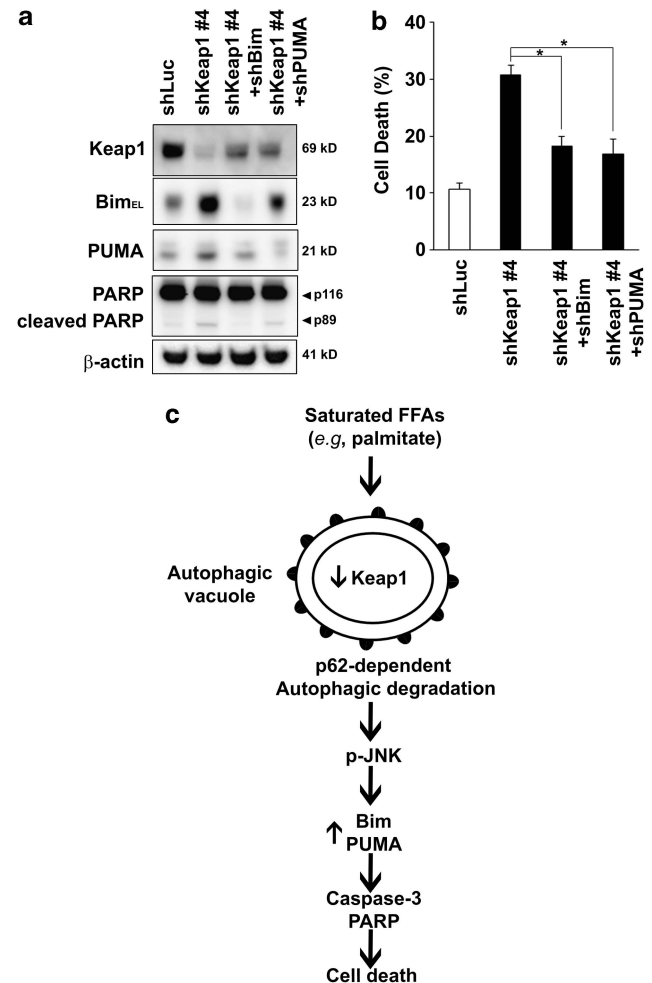 a
shLuc
shKeap1 #4
shKeap1 #4
+shBim
shKeap1 #4
+shPUMA
Keap1
69 kD
BimEL
23 kD
PUMA
21 kD
PARP
◄p116
cleaved PARP
◄p89
β-actin
41 kD
b
Cell Death (%)
40
30
20
10
0
*
*
shLuc
shKeap1 #4
shKeap1 #4
+shBim
shKeap1 #4
+shPUMA
c
Saturated FFAs
(e.g, palmitate)
↓ Keap1
Autophagic
vacuole
p62-dependent
Autophagic degradation
p-JNK
↑ Bim
PUMA
Caspase-3
PARP
Cell death